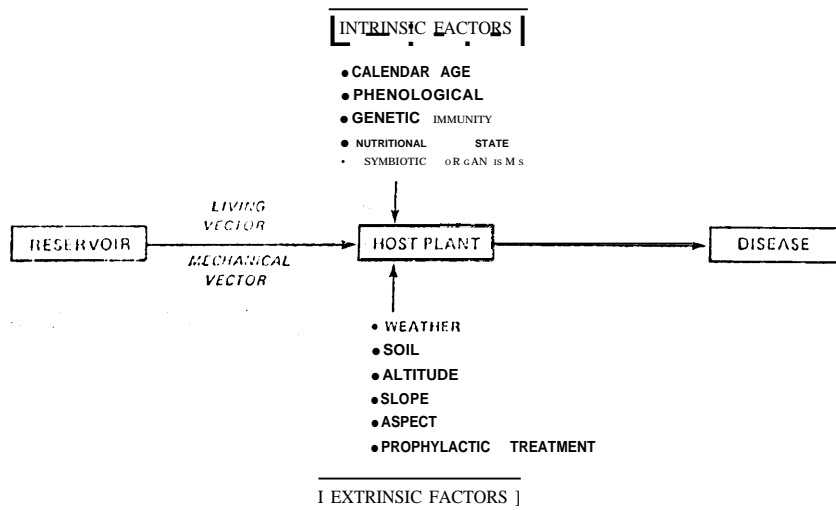 INTRINSIC EACTORS
• CALENDAR AGE
• PHENOLOGICAL
• GENETIC IMMUNITY
• NUTRITIONAL STATE
• SYMBIOTIC oRGANISMs
LIVING
VECTOR
RESERVOIR
HOST PLANT
DISEASE
MECHANICAL
VECTOR
• WEATHER
• SOIL
• ALTITUDE
• SLOPE
• ASPECT
• PROPHYLACTIC TREATMENT
I EXTRINSIC FACTORS ]